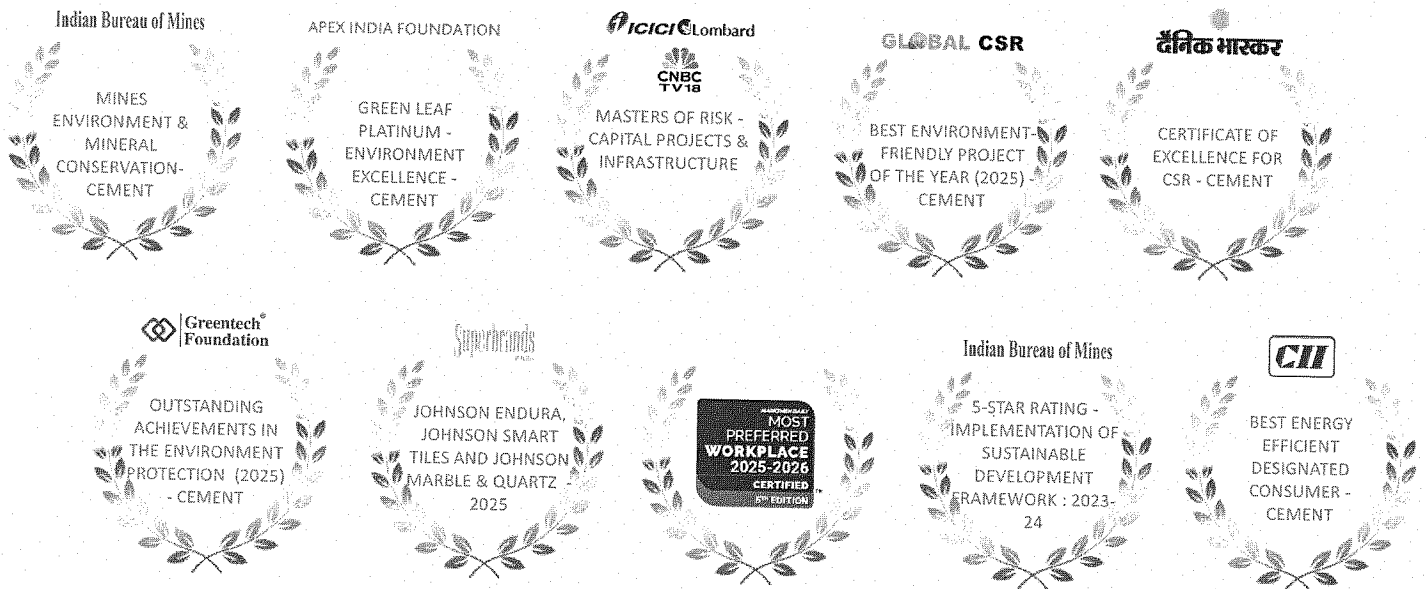 Indian Bureau of Mines
MINES
ENVIRONMENT &
MINERAL
CONSERVATION-
CEMENT
APEX INDIA FOUNDATION
GREEN LEAF
PLATINUM -
ENVIRONMENT
EXCELLENCE -
CEMENT
ICICI Lombard
CNBC
TV18
MASTERS OF RISK -
CAPITAL PROJECTS &
INFRASTRUCTURE
GLOBAL CSR
BEST ENVIRONMENT-
FRIENDLY PROJECT
OF THE YEAR (2025) -
CEMENT
दैनिक भास्कर
CERTIFICATE OF
EXCELLENCE FOR
CSR - CEMENT
Greentech®
Foundation
OUTSTANDING
ACHIEVEMENTS IN
THE ENVIRONMENT
PROTECTION (2025)
- CEMENT
Superbrands
JOHNSON ENDURA,
JOHNSON SMART
TILES AND JOHNSON
MARBLE & QUARTZ -
2025
MOST
PREFERRED
WORKPLACE
2025-2026
CERTIFIED
5TH EDITION
TM
Indian Bureau of Mines
5-STAR RATING -
IMPLEMENTATION OF
SUSTAINABLE
DEVELOPMENT
FRAMEWORK : 2023-
24
CII
BEST ENERGY
EFFICIENT
DESIGNATED
CONSUMER -
CEMENT